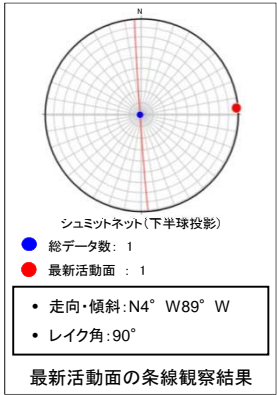 N
シュミットネット(下半球投影)
総データ数: 1
最新活動面 : 1
• 走向・傾斜:N4°W89°W
• レイク角:90°
最新活動面の条線観察結果